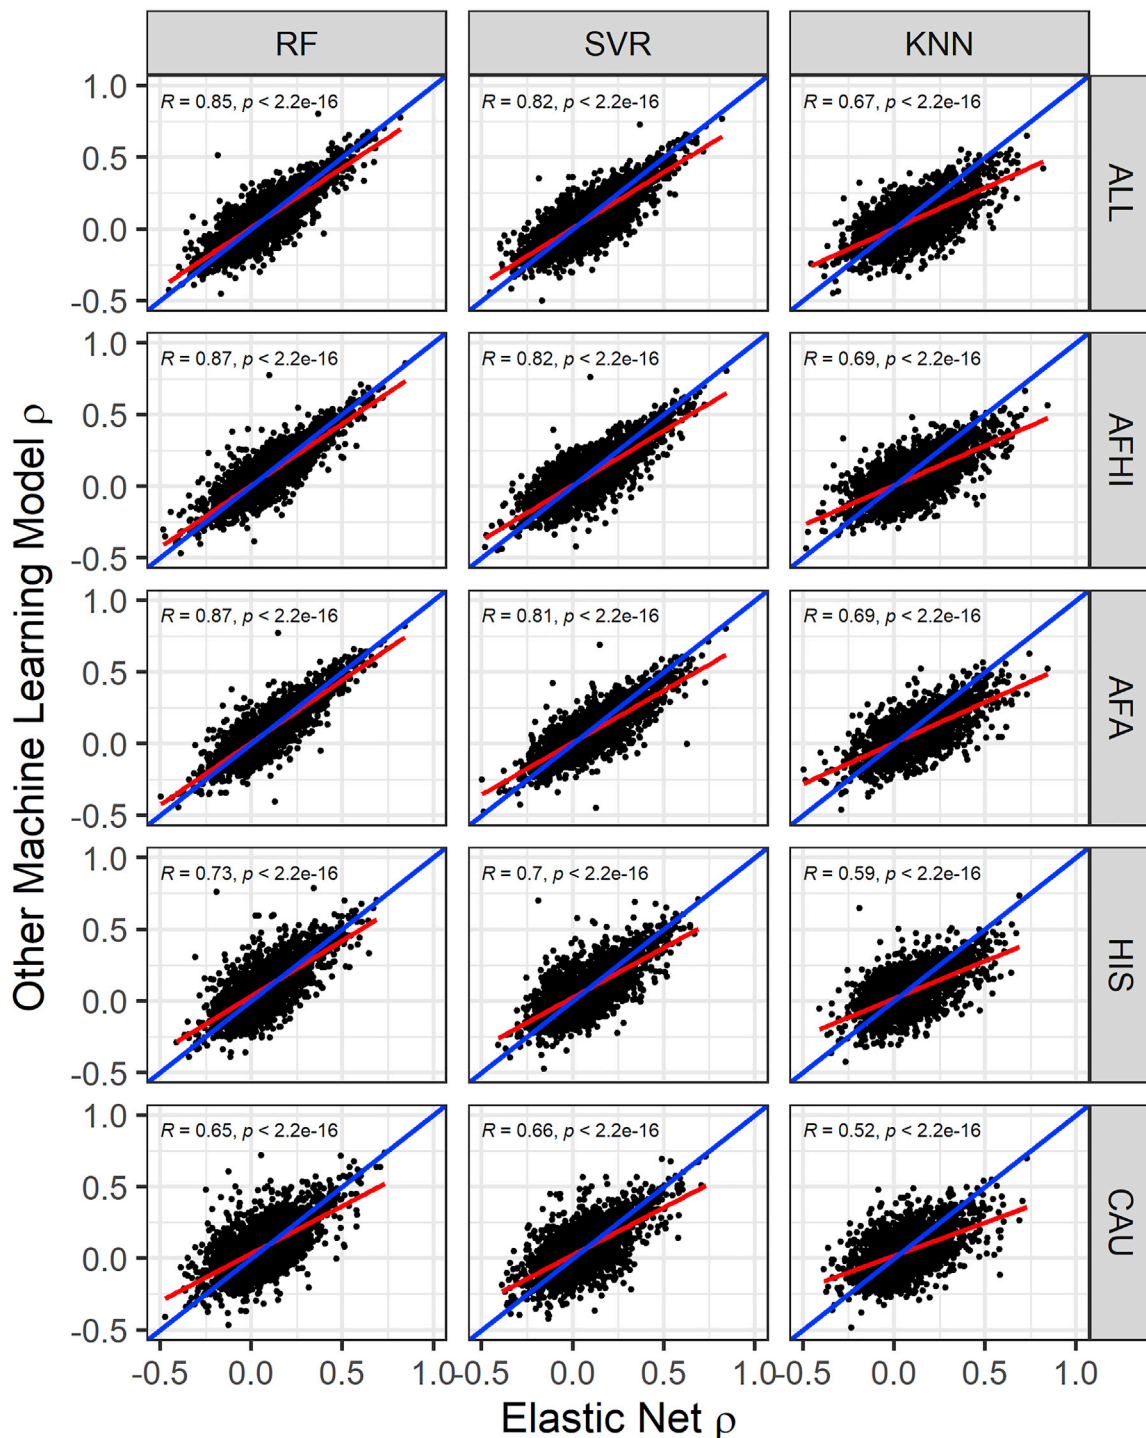 RF SVR KNN
R = 0.85, p < 2.2e-16 R = 0.82, p < 2.2e-16 R = 0.67, p < 2.2e-16
1.0
0.5
0.0
-0.5
ALL
R = 0.87, p < 2.2e-16 R = 0.82, p < 2.2e-16 R = 0.69, p < 2.2e-16
1.0
0.5
0.0
-0.5
AFHI
R = 0.87, p < 2.2e-16 R = 0.81, p < 2.2e-16 R = 0.69, p < 2.2e-16
1.0
0.5
0.0
-0.5
AFA
R = 0.73, p < 2.2e-16 R = 0.7, p < 2.2e-16 R = 0.59, p < 2.2e-16
1.0
0.5
0.0
-0.5
HIS
R = 0.65, p < 2.2e-16 R = 0.66, p < 2.2e-16 R = 0.52, p < 2.2e-16
1.0
0.5
0.0
-0.5
CAU
-0.5 0.0 0.5 1.0 -0.5 0.0 0.5 1.0 -0.5 0.0 0.5 1.0
Elastic Net ρ
Other Machine Learning Model ρ